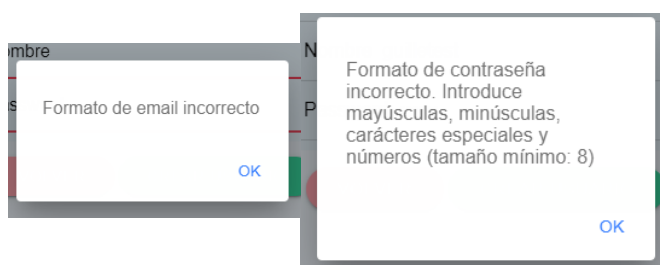 ombre
Formato de email incorrecto
OK
N
P
Formato de contraseña
incorrecto. Introduce
mayúsculas, minúsculas,
carácteres especiales y
números (tamaño mínimo: 8)
OK